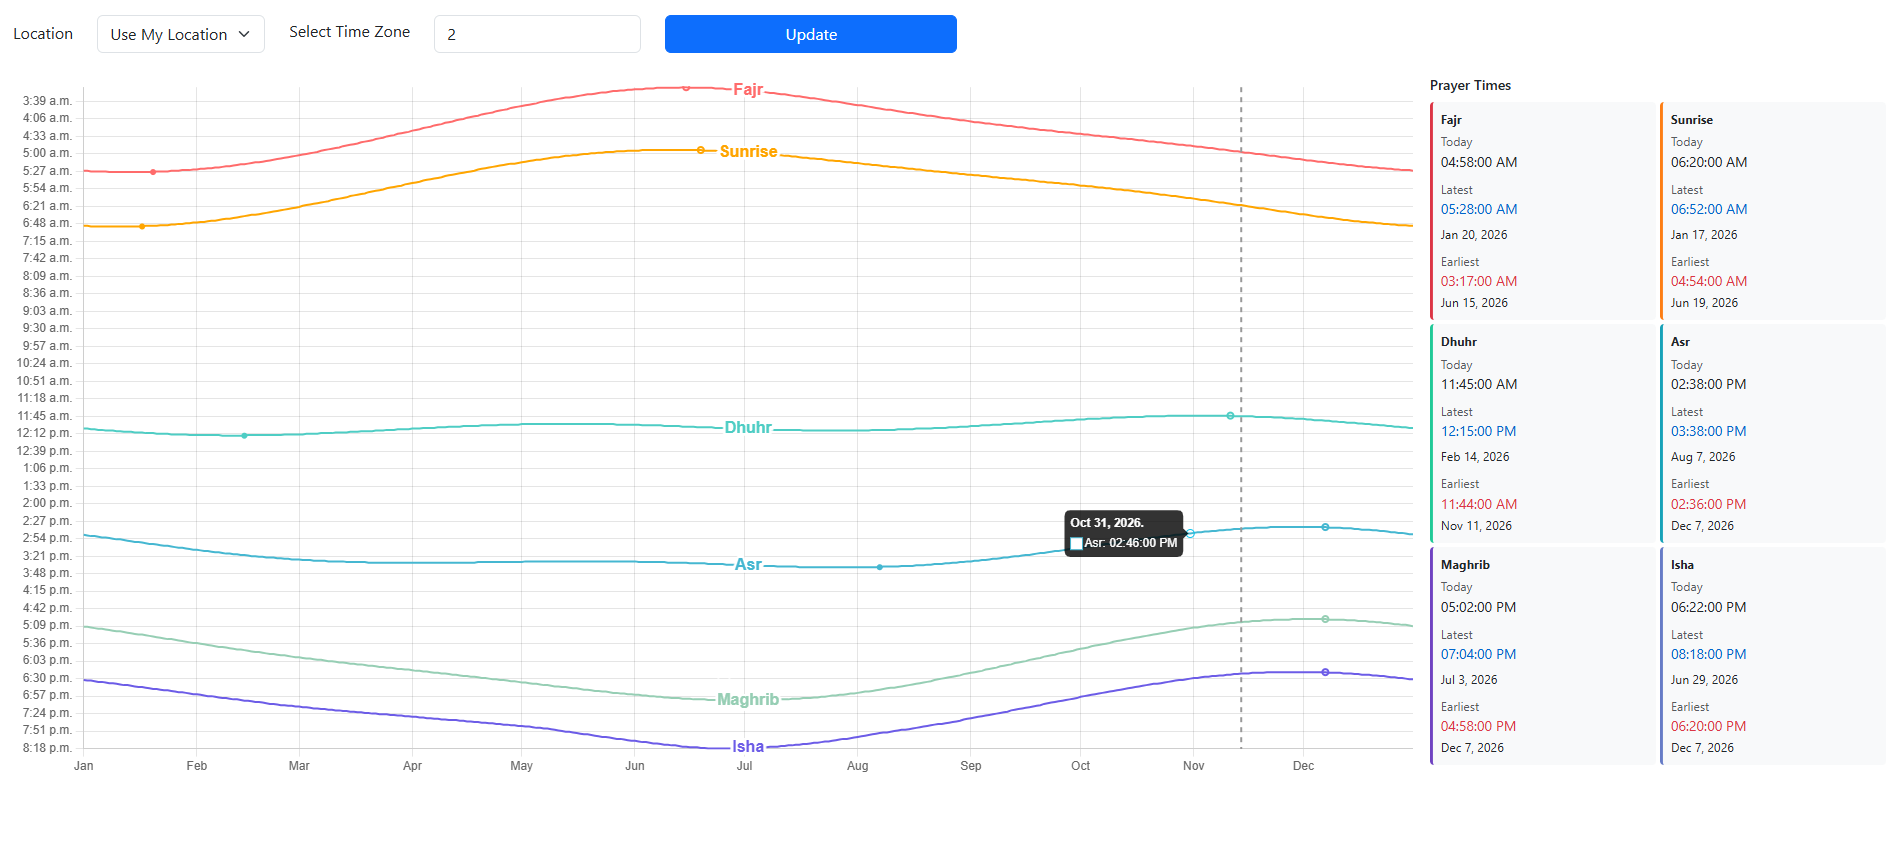 Location
Use My Location
Select Time Zone
2
Update
3:39 a.m.
4:06 a.m.
4:33 a.m.
5:00 a.m.
5:27 a.m.
5:54 a.m.
6:21 a.m.
6:48 a.m.
7:15 a.m.
7:42 a.m.
8:09 a.m.
8:36 a.m.
9:03 a.m.
9:30 a.m.
9:57 a.m.
10:24 a.m.
10:51 a.m.
11:18 a.m.
11:45 a.m.
12:12 p.m.
12:39 p.m.
1:06 p.m.
1:33 p.m.
2:00 p.m.
2:27 p.m.
2:54 p.m.
3:21 p.m.
3:48 p.m.
4:15 p.m.
4:42 p.m.
5:09 p.m.
5:36 p.m.
6:03 p.m.
6:30 p.m.
6:57 p.m.
7:24 p.m.
7:51 p.m.
8:18 p.m.
Fajr
Sunrise
Dhuhr
Oct 31, 2026.
Asr: 02:46:00 PM
Asr
Maghrib
Isha
Jan
Feb
Mar
Apr
May
Jun
Jul
Aug
Sep
Oct
Nov
Dec
Prayer Times
Fajr
Today
04:58:00 AM
Latest
05:28:00 AM
Jan 20, 2026
Earliest
03:17:00 AM
Jun 15, 2026
Sunrise
Today
06:20:00 AM
Latest
06:52:00 AM
Jan 17, 2026
Earliest
04:54:00 AM
Jun 19, 2026
Dhuhr
Today
11:45:00 AM
Latest
12:15:00 PM
Feb 14, 2026
Earliest
11:44:00 AM
Nov 11, 2026
Asr
Today
02:38:00 PM
Latest
03:38:00 PM
Aug 7, 2026
Earliest
02:36:00 PM
Dec 7, 2026
Maghrib
Today
05:02:00 PM
Latest
07:04:00 PM
Jul 3, 2026
Earliest
04:58:00 PM
Dec 7, 2026
Isha
Today
06:22:00 PM
Latest
08:18:00 PM
Jun 29, 2026
Earliest
06:20:00 PM
Dec 7, 2026